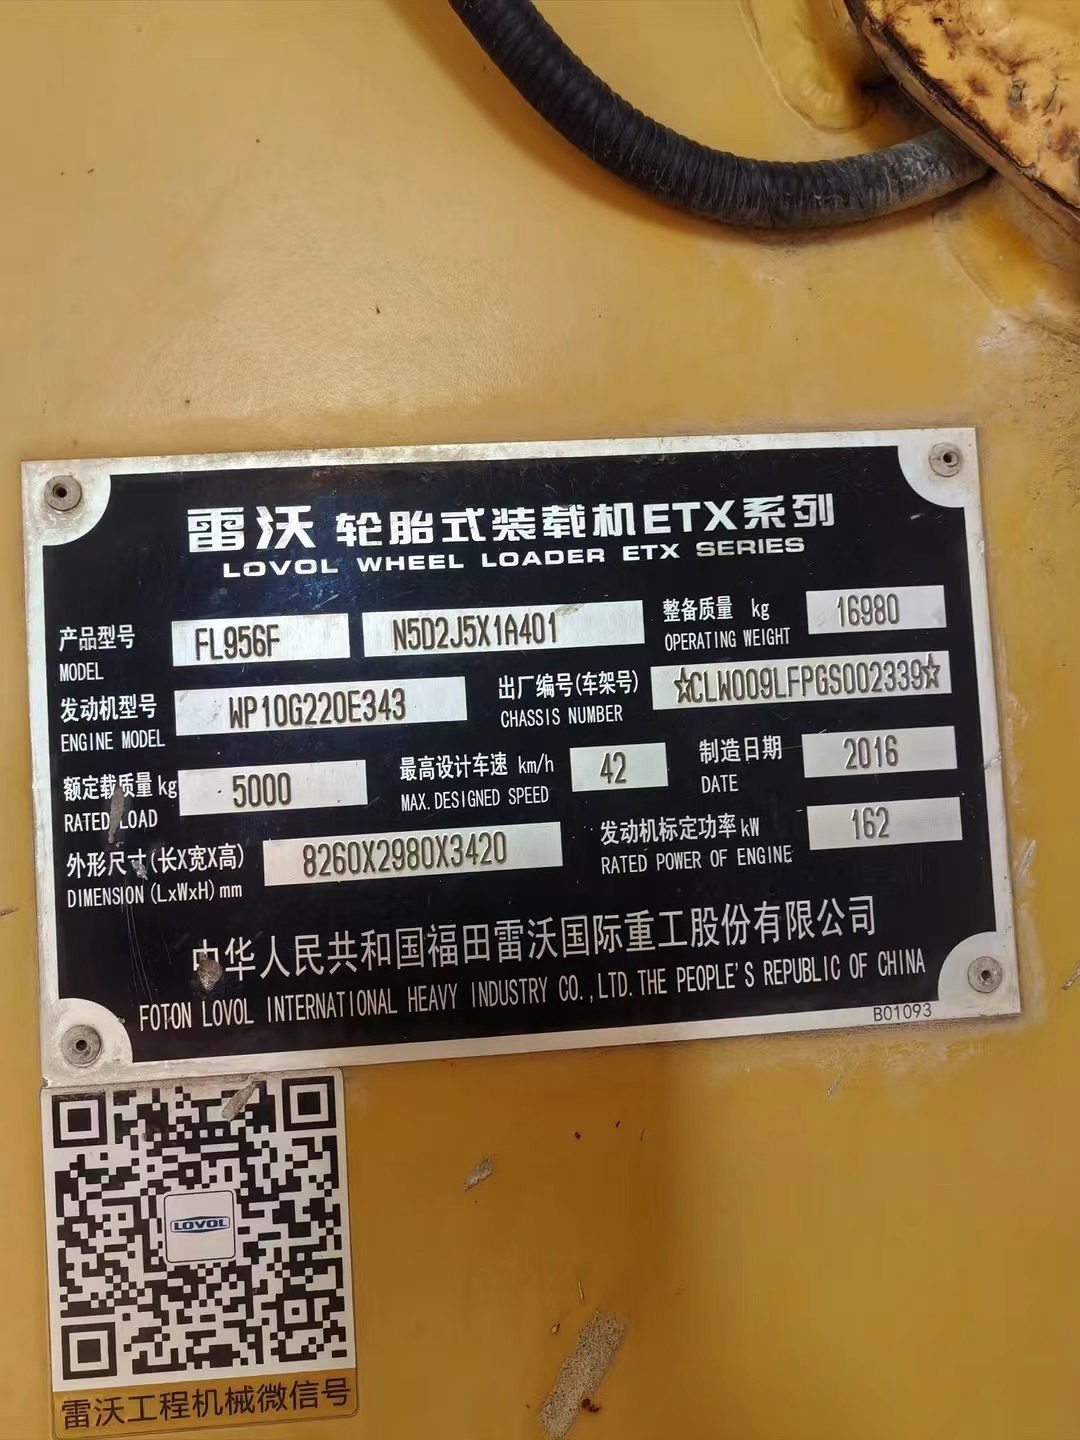 雷沃 轮胎式装载机ETX系列
LOVOL WHEEL LOADER ETX SERIES
产品型号 FL956F N5D2J5X1A401 整备质量 kg 16980
MODEL OPERATING WEIGHT
发动机型号 WP10G220E343 出厂编号(车架号) ☆CLW009LFPGS002339☆
ENGINE MODEL CHASSIS NUMBER
额定载质量 kg 5000 最高设计车速 km/h 42 制造日期 2016
RATED LOAD MAX.DESIGNED SPEED DATE
外形尺寸(长X宽X高) 8260X2980X3420 发动机标定功率kW 162
DIMENSION(LxWxH)mm RATED POWER OF ENGINE
中华人民共和国福田雷沃国际重工股份有限公司
FOTON LOVOL INTERNATIONAL HEAVY INDUSTRY CO.,LTD.THE PEOPLE'S REPUBLIC OF CHINA
B01093
LOVOL
雷沃工程机械微信号